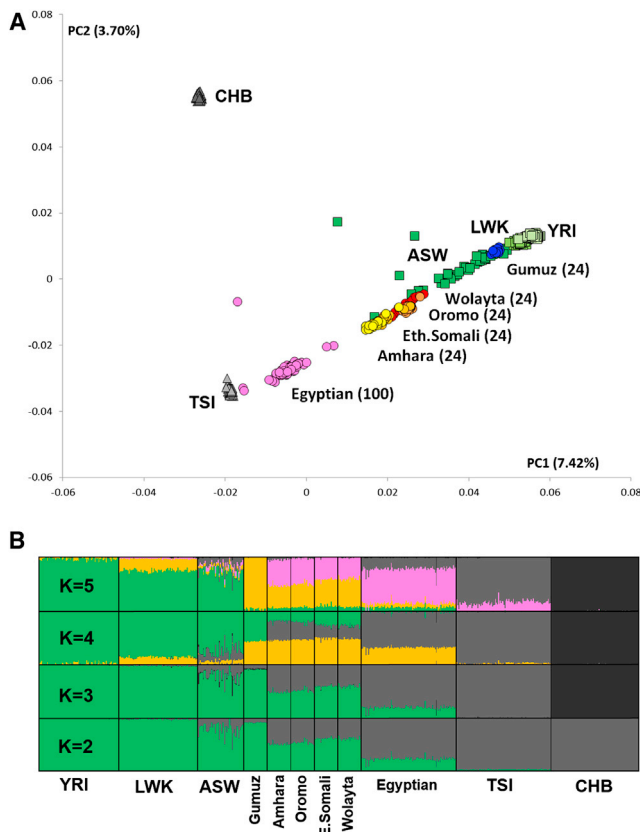 A
PC2 (3.70%)
0.08
0.06
0.04
0.02
0
-0.02
-0.04
-0.06
CHB
ASW
LWK
YRI
Gumuz (24)
Wolayta (24)
Oromo (24)
Eth.Somali (24)
Amhara (24)
Egyptian (100)
TSI
PC1 (7.42%)
-0.06
-0.04
-0.02
0
0.02
0.04
0.06
0.08
B
K=5
K=4
K=3
K=2
YRI
LWK
ASW
Gumuz
Amhara
Oromo
E.Somali
Wolayta
Egyptian
TSI
CHB